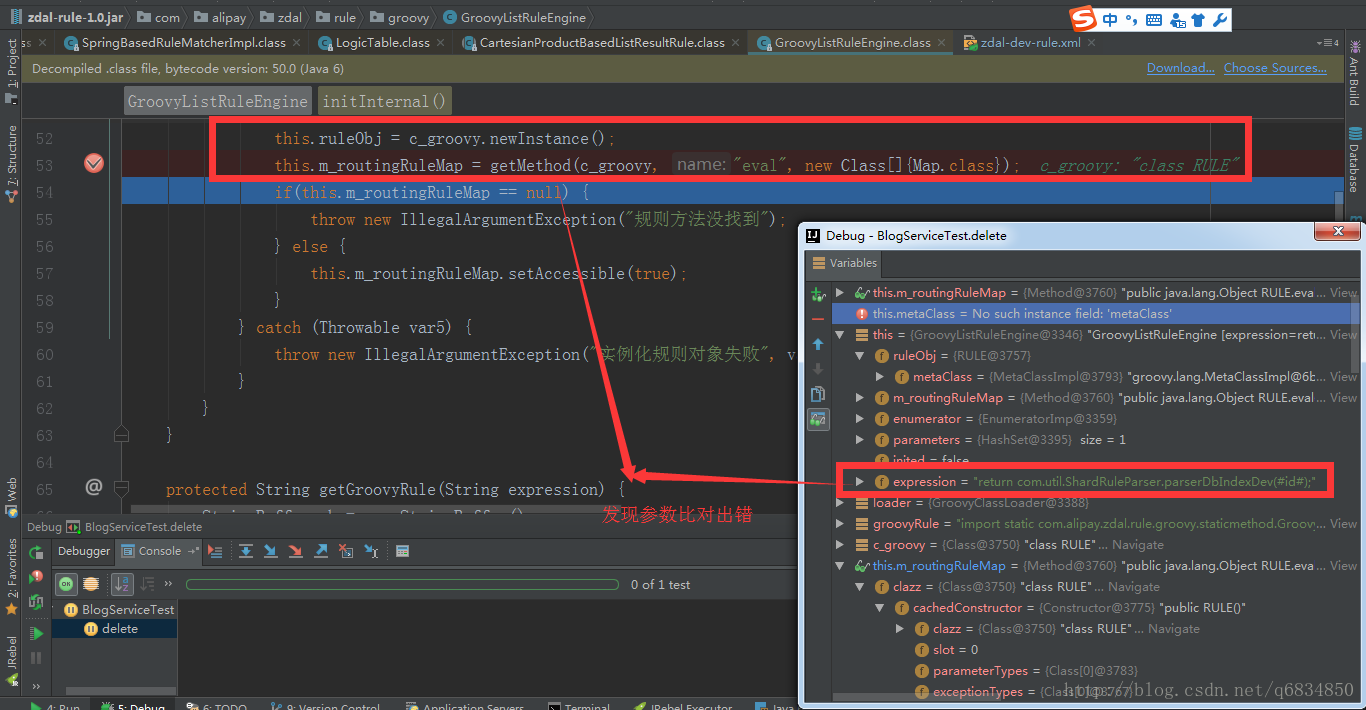 zdal-rule-1.0.jar com alipay zdal rule groovy GroovyListRuleEngine
中
ss SpringBasedRuleMatcherImpl.class LogicTable.class CartesianProductBasedListResultRule.class GroovyListRuleEngine.class zdal-dev-rule.xml 4
Decompiled .class file, bytecode version: 50.0 (Java 6) Download... Choose Sources...
GroovyListRuleEngine initInternal()
1: Project
7: Structure
Web
2: Favorites
JRebel
Ant Build
Database
52 this.ruleObj = c_groovy.newInstance();
53 this.m_routingRuleMap = getMethod(c_groovy, name: "eval", new Class[]{Map.class}); c_groovy: "class RULE"
54 if(this.m_routingRuleMap == null) {
55 throw new IllegalArgumentException("规则方法没找到");
56 } else {
57 this.m_routingRuleMap.setAccessible(true);
58 }
59 } catch (Throwable var5) {
60 throw new IllegalArgumentException("实例化规则对象失败", v
61 }
62 }
63 }
64
65 @ protected String getGroovyRule(String expression) {
发现参数比对出错
Debug BlogServiceTest.delete
Debugger Console
0 of 1 test
OK
BlogServiceTest
delete
4: Run 5: Debug 6: TODO 9: Version Control Application Servers Terminal JRebel Executor Java
Debug - BlogServiceTest.delete
Variables
this.m_routingRuleMap = {Method@3760} "public java.lang.Object RULE.eva... View
this.metaClass = No such instance field: 'metaClass'
this = {GroovyListRuleEngine@3346} "GroovyListRuleEngine [expression=retu... View
ruleObj = {RULE@3757}
metaClass = {MetaClassImpl@3793} "groovy.lang.MetaClassImpl@6b... View
m_routingRuleMap = {Method@3760} "public java.lang.Object RULE.eval... View
enumerator = {EnumeratorImp@3359}
parameters = {HashSet@3395} size = 1
inited = false
expression = "return com.util.ShardRuleParser.parserDbIndexDev(#id#);"
loader = {GroovyClassLoader@3388}
groovyRule = "import static com.alipay.zdal.rule.groovy.staticmethod.Groovy... View
c_groovy = {Class@3750} "class RULE"... Navigate
this.m_routingRuleMap = {Method@3760} "public java.lang.Object RULE.eva... View
clazz = {Class@3750} "class RULE"... Navigate
cachedConstructor = {Constructor@3775} "public RULE()"
clazz = {Class@3750} "class RULE"... Navigate
slot = 0
parameterTypes = {Class[0]@3783}
exceptionTypes = {Class[0]@3767}
http://blog.csdn.net/q6834850